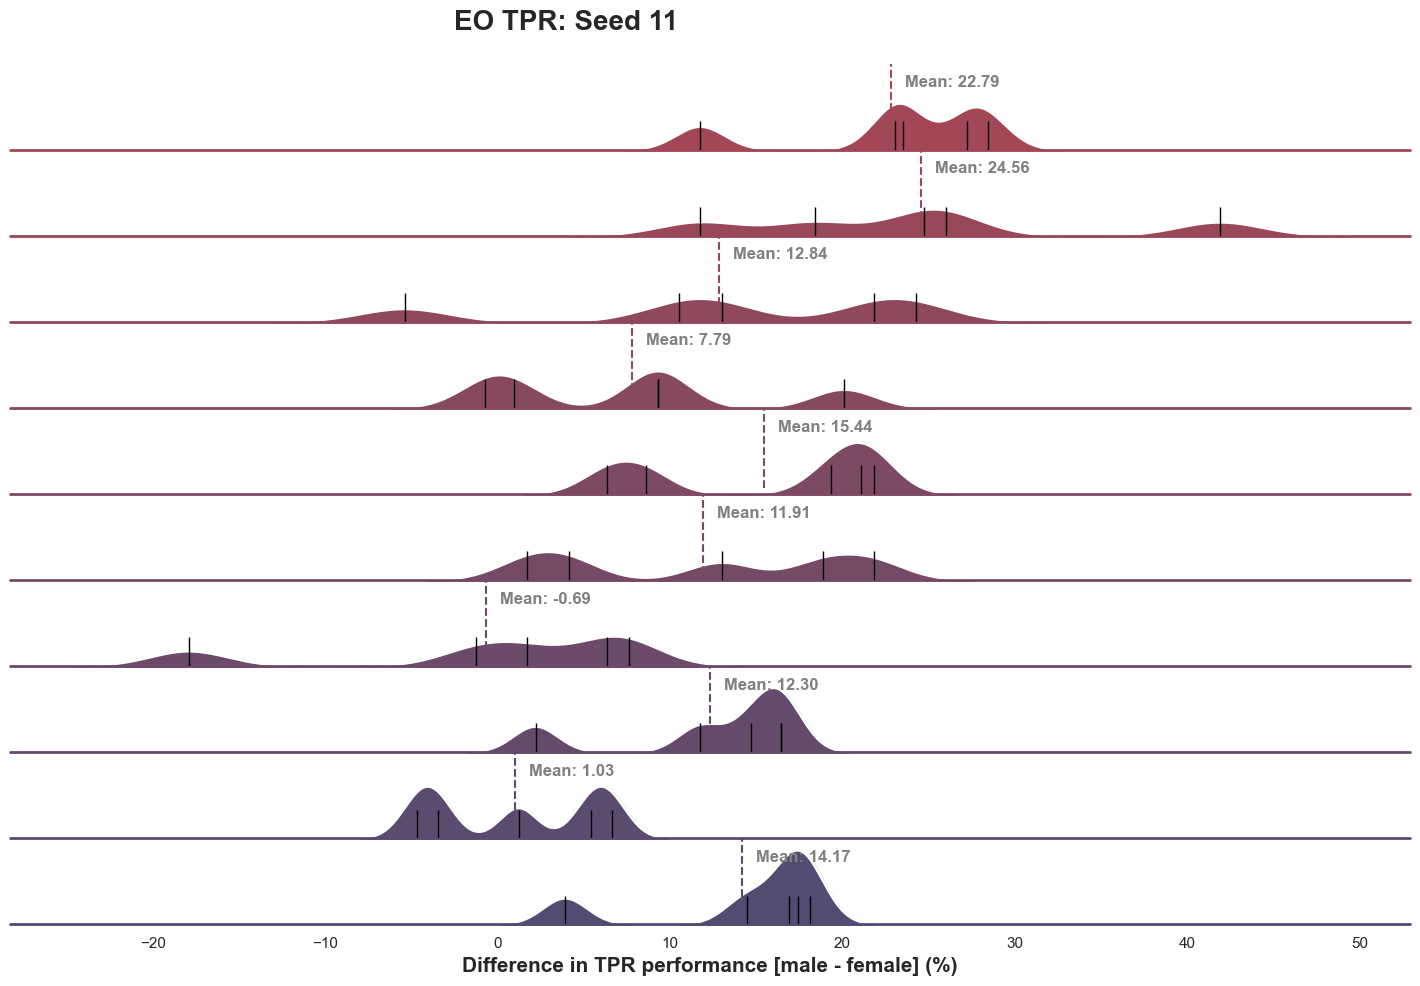 EO TPR: Seed 11
Mean: 22.79
Mean: 24.56
Mean: 12.84
Mean: 7.79
Mean: 15.44
Mean: 11.91
Mean: -0.69
Mean: 12.30
Mean: 1.03
Mean: 14.17
−20 −10 0 10 20 30 40 50
Difference in TPR performance [male - female] (%)